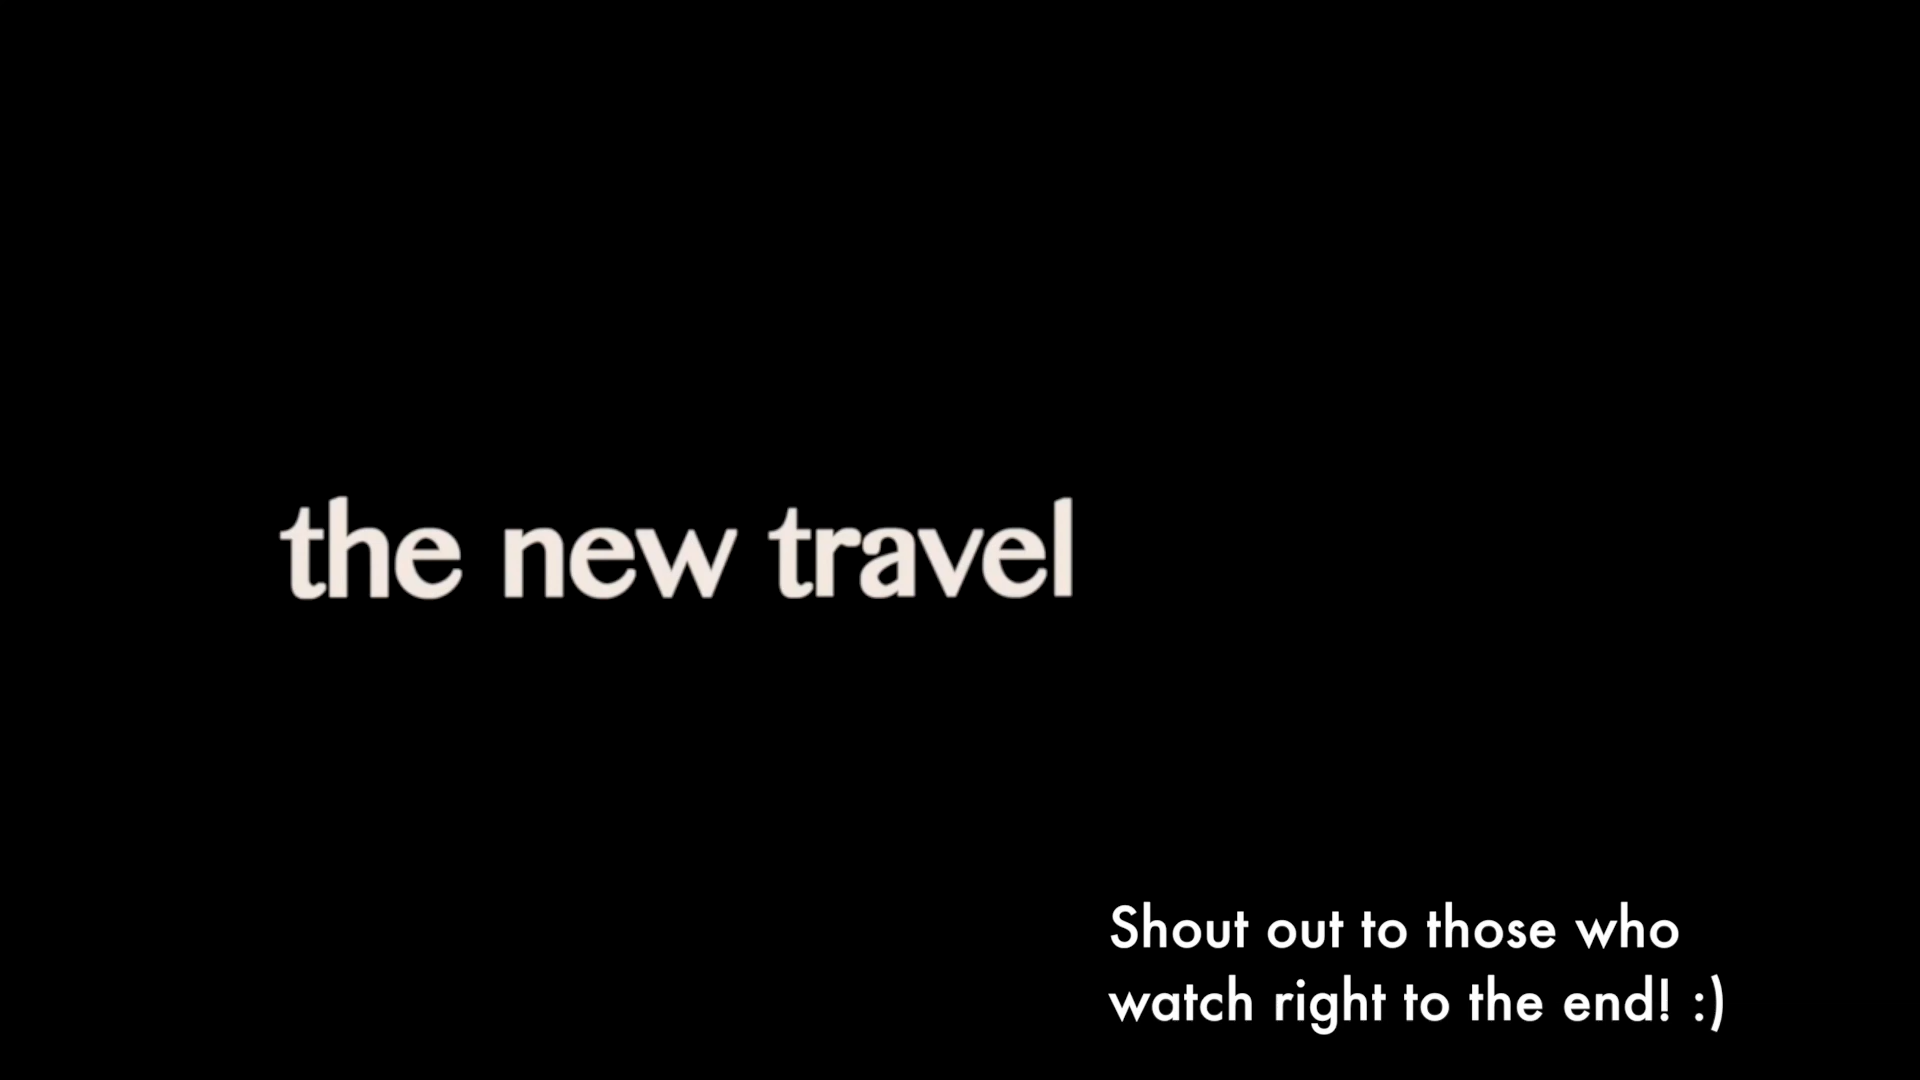 the new travel
Shout out to those who
watch right to the end! :)